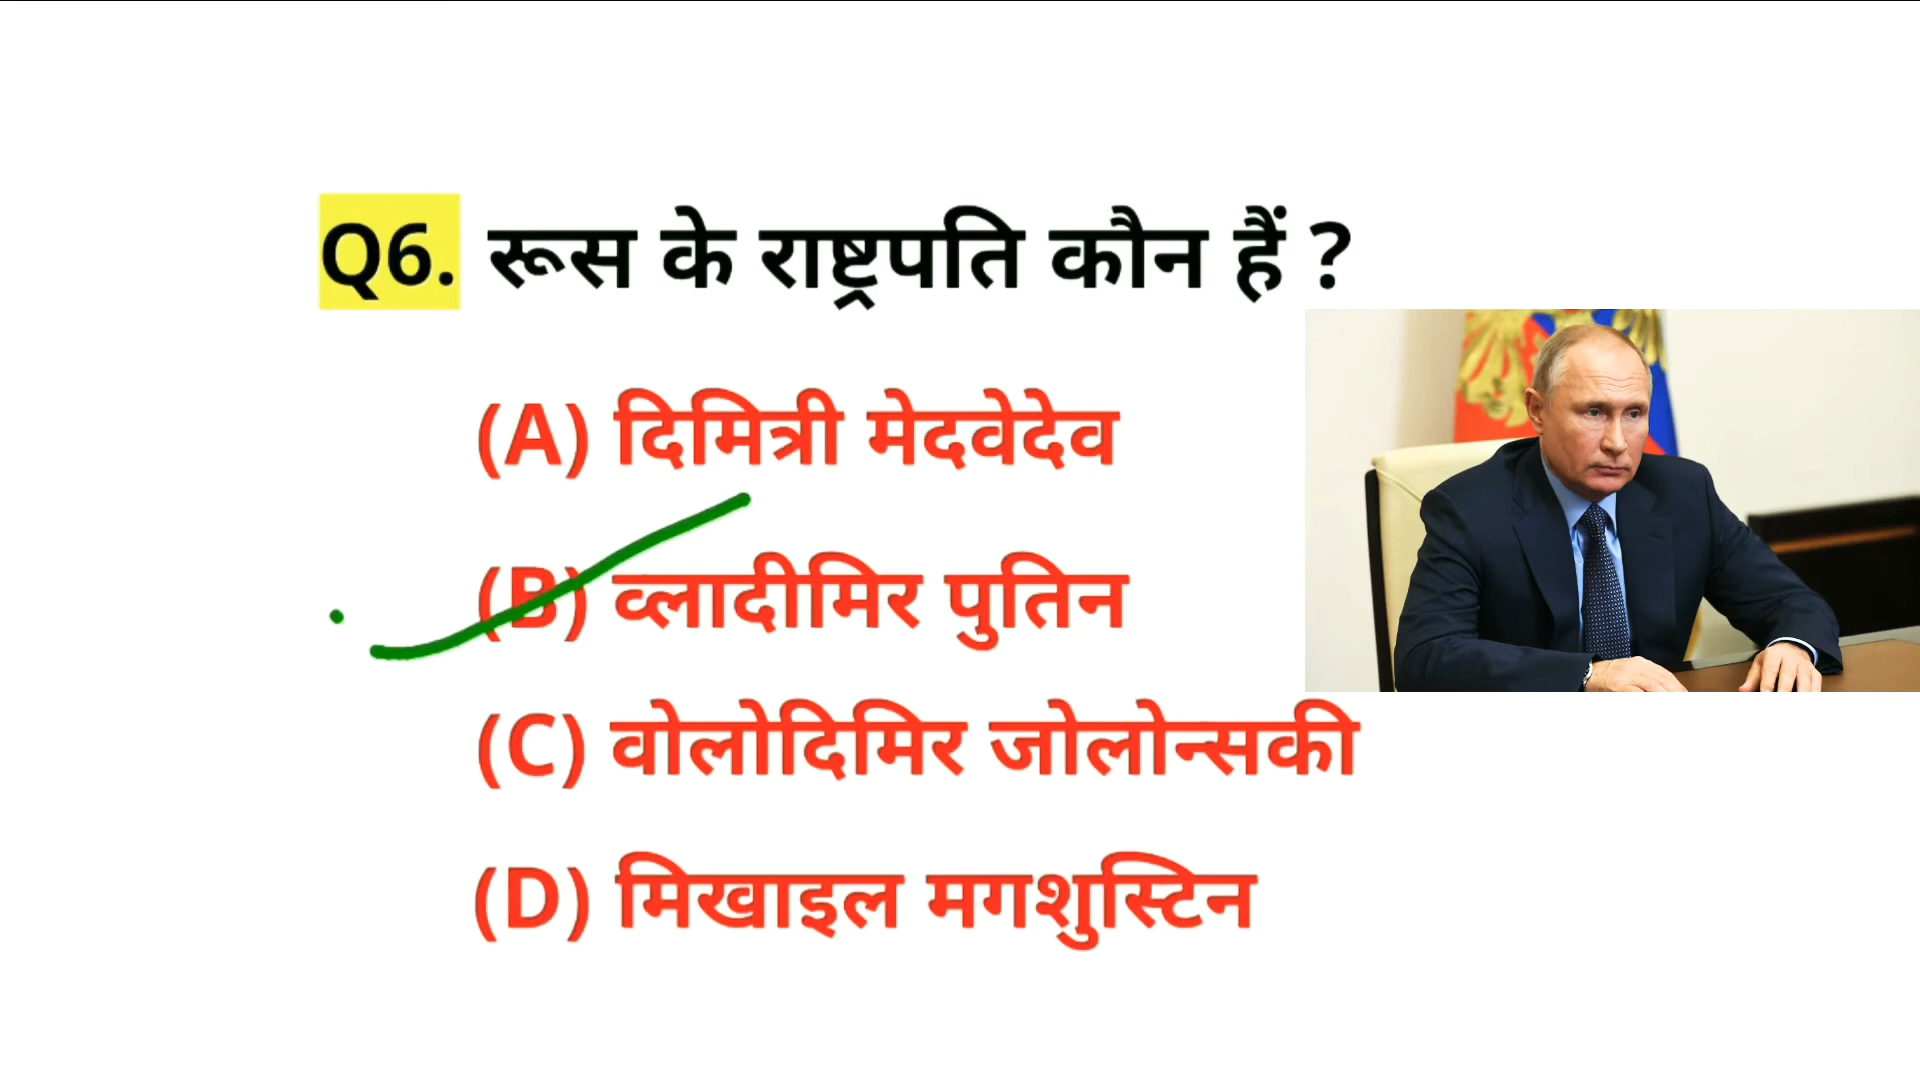 Q6. रूस के राष्ट्रपति कौन हैं ?
(A) दिमित्री मेदवेदेव
(B) व्लादीमिर पुतिन
(C) वोलोदिमिर जोलोन्सकी
(D) मिखाइल मगशुस्टिन